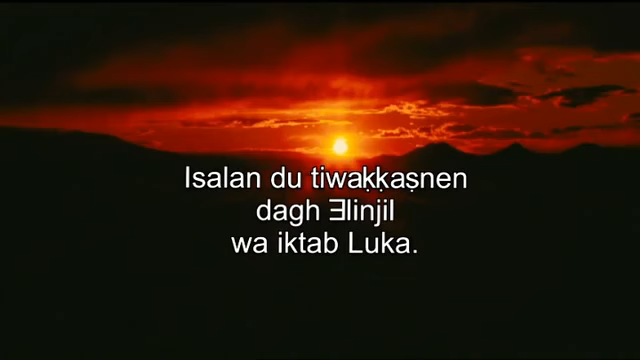 Isalan du tiwaḳḳaṣnen
dagh Ǝlinjil
wa iktab Luka.